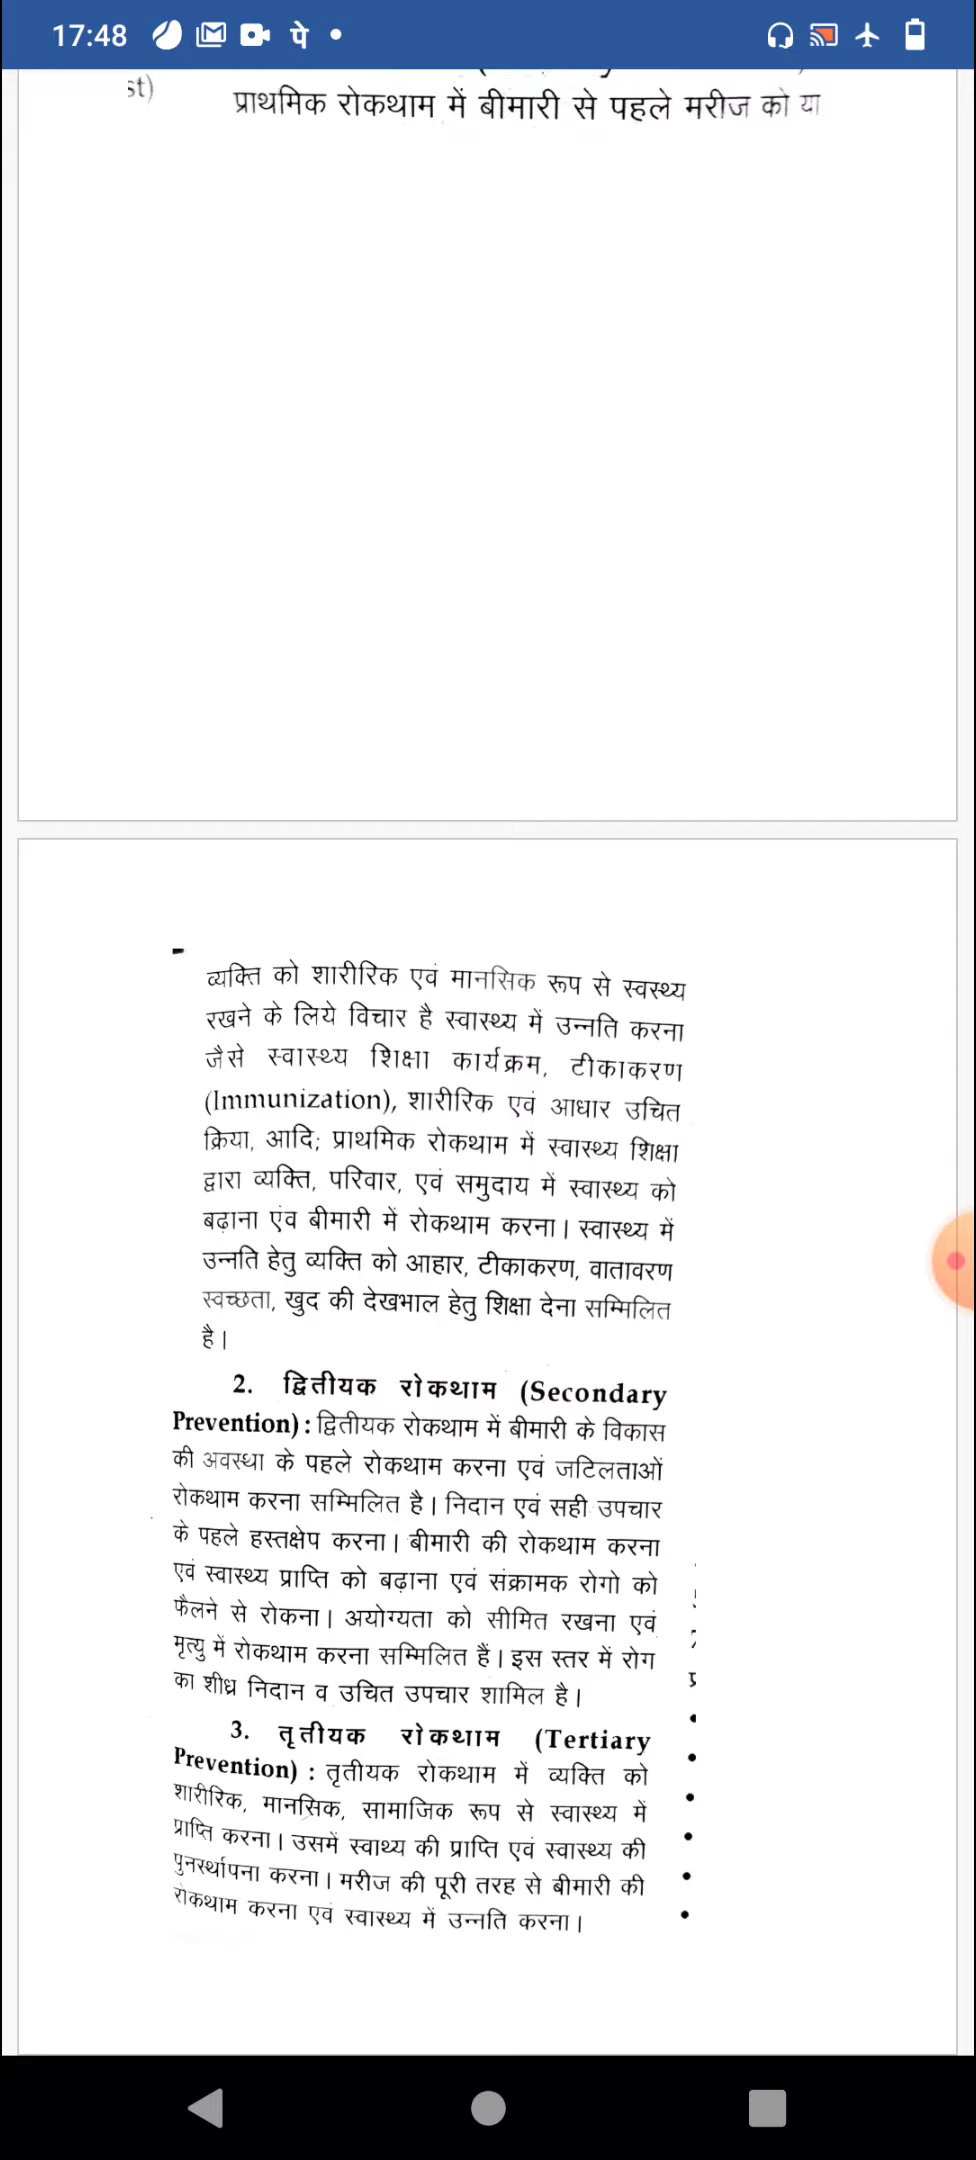 17:48
st)
प्राथमिक रोकथाम में बीमारी से पहले मरीज को या
व्यक्ति को शारीरिक एवं मानसिक रूप से स्वस्थ्य
रखने के लिये विचार है स्वास्थ्य में उन्नति करना
जैसे स्वास्थ्य शिक्षा कार्यक्रम, टीकाकरण
(Immunization), शारीरिक एवं आधार उचित
क्रिया, आदि; प्राथमिक रोकथाम में स्वास्थ्य शिक्षा
द्वारा व्यक्ति, परिवार, एवं समुदाय में स्वास्थ्य को
बढ़ाना एंव बीमारी में रोकथाम करना। स्वास्थ्य में
उन्नति हेतु व्यक्ति को आहार, टीकाकरण, वातावरण
स्वच्छता, खुद की देखभाल हेतु शिक्षा देना सम्मिलित
है।
2. द्वितीयक रोकथाम (Secondary
Prevention) : द्वितीयक रोकथाम में बीमारी के विकास
की अवस्था के पहले रोकथाम करना एवं जटिलताओं
रोकथाम करना सम्मिलित है। निदान एवं सही उपचार
के पहले हस्तक्षेप करना। बीमारी की रोकथाम करना
एवं स्वास्थ्य प्राप्ति को बढ़ाना एवं संक्रामक रोगो को
फैलने से रोकना। अयोग्यता को सीमित रखना एवं
मृत्यु में रोकथाम करना सम्मिलित हैं। इस स्तर में रोग
का शीध्र निदान व उचित उपचार शामिल है।
3. तृतीयक रोकथाम (Tertiary
Prevention) : तृतीयक रोकथाम में व्यक्ति को
शारीरिक, मानसिक, सामाजिक रूप से स्वास्थ्य में
प्राप्ति करना। उसमें स्वाथ्य की प्राप्ति एवं स्वास्थ्य की
पुनर्स्थापना करना। मरीज की पूरी तरह से बीमारी की
रोकथाम करना एवं स्वास्थ्य में उन्नति करना।